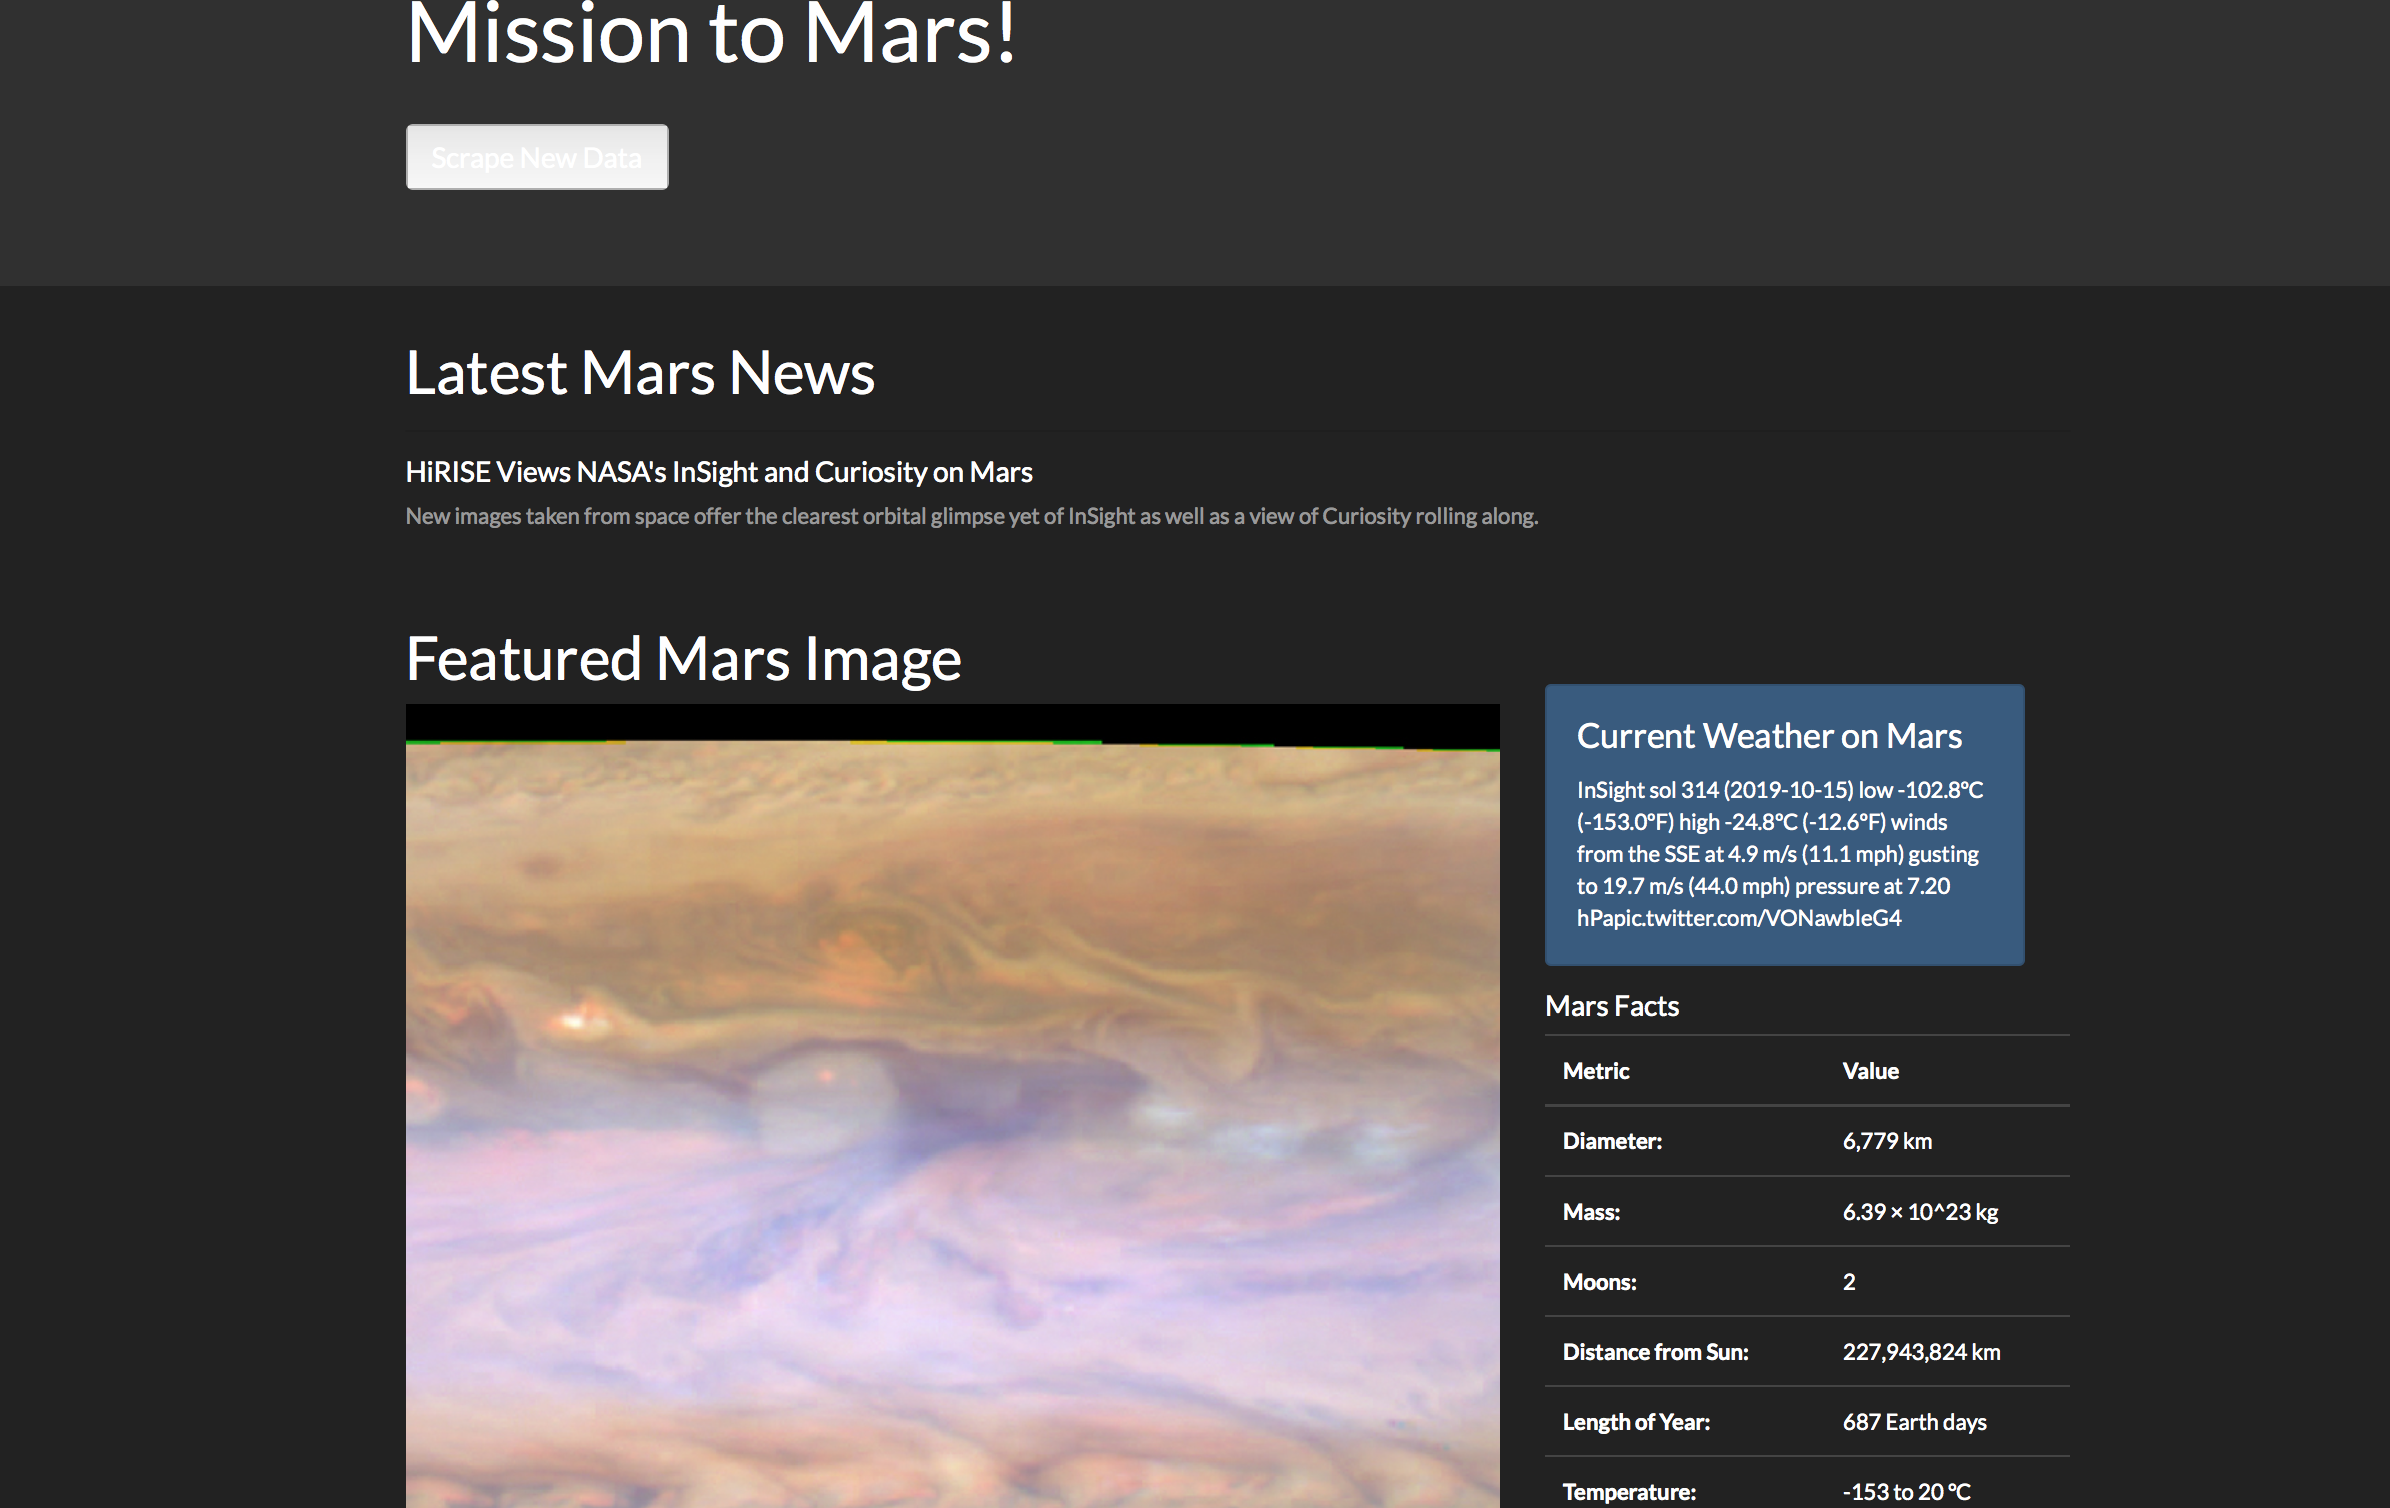 Mission to Mars!
Scrape New Data
Latest Mars News
HiRISE Views NASA's InSight and Curiosity on Mars
New images taken from space offer the clearest orbital glimpse yet of InSight as well as a view of Curiosity rolling along.
Featured Mars Image
Current Weather on Mars
InSight sol 314 (2019-10-15) low -102.8ºC
(-153.0ºF) high -24.8ºC (-12.6ºF) winds
from the SSE at 4.9 m/s (11.1 mph) gusting
to 19.7 m/s (44.0 mph) pressure at 7.20
hPapic.twitter.com/VONawbIeG4
Mars Facts
Metric Value
Diameter: 6,779 km
Mass: 6.39 × 10^23 kg
Moons: 2
Distance from Sun: 227,943,824 km
Length of Year: 687 Earth days
Temperature: -153 to 20 °C